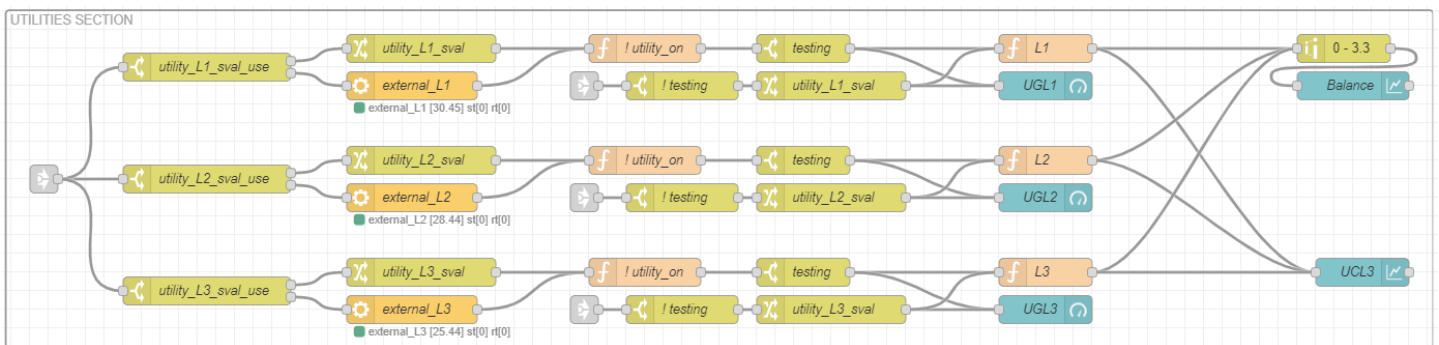 UTILITIES SECTION
utility_L1_sval_use
utility_L1_sval
external_L1
external_L1 [30.45] st[0] rt[0]
! utility_on
testing
! testing
utility_L1_sval
L1
UGL1
0 - 3.3
Balance
utility_L2_sval_use
utility_L2_sval
external_L2
external_L2 [28.44] st[0] rt[0]
! utility_on
testing
! testing
utility_L2_sval
L2
UGL2
utility_L3_sval_use
utility_L3_sval
external_L3
external_L3 [25.44] st[0] rt[0]
! utility_on
testing
! testing
utility_L3_sval
L3
UGL3
UCL3